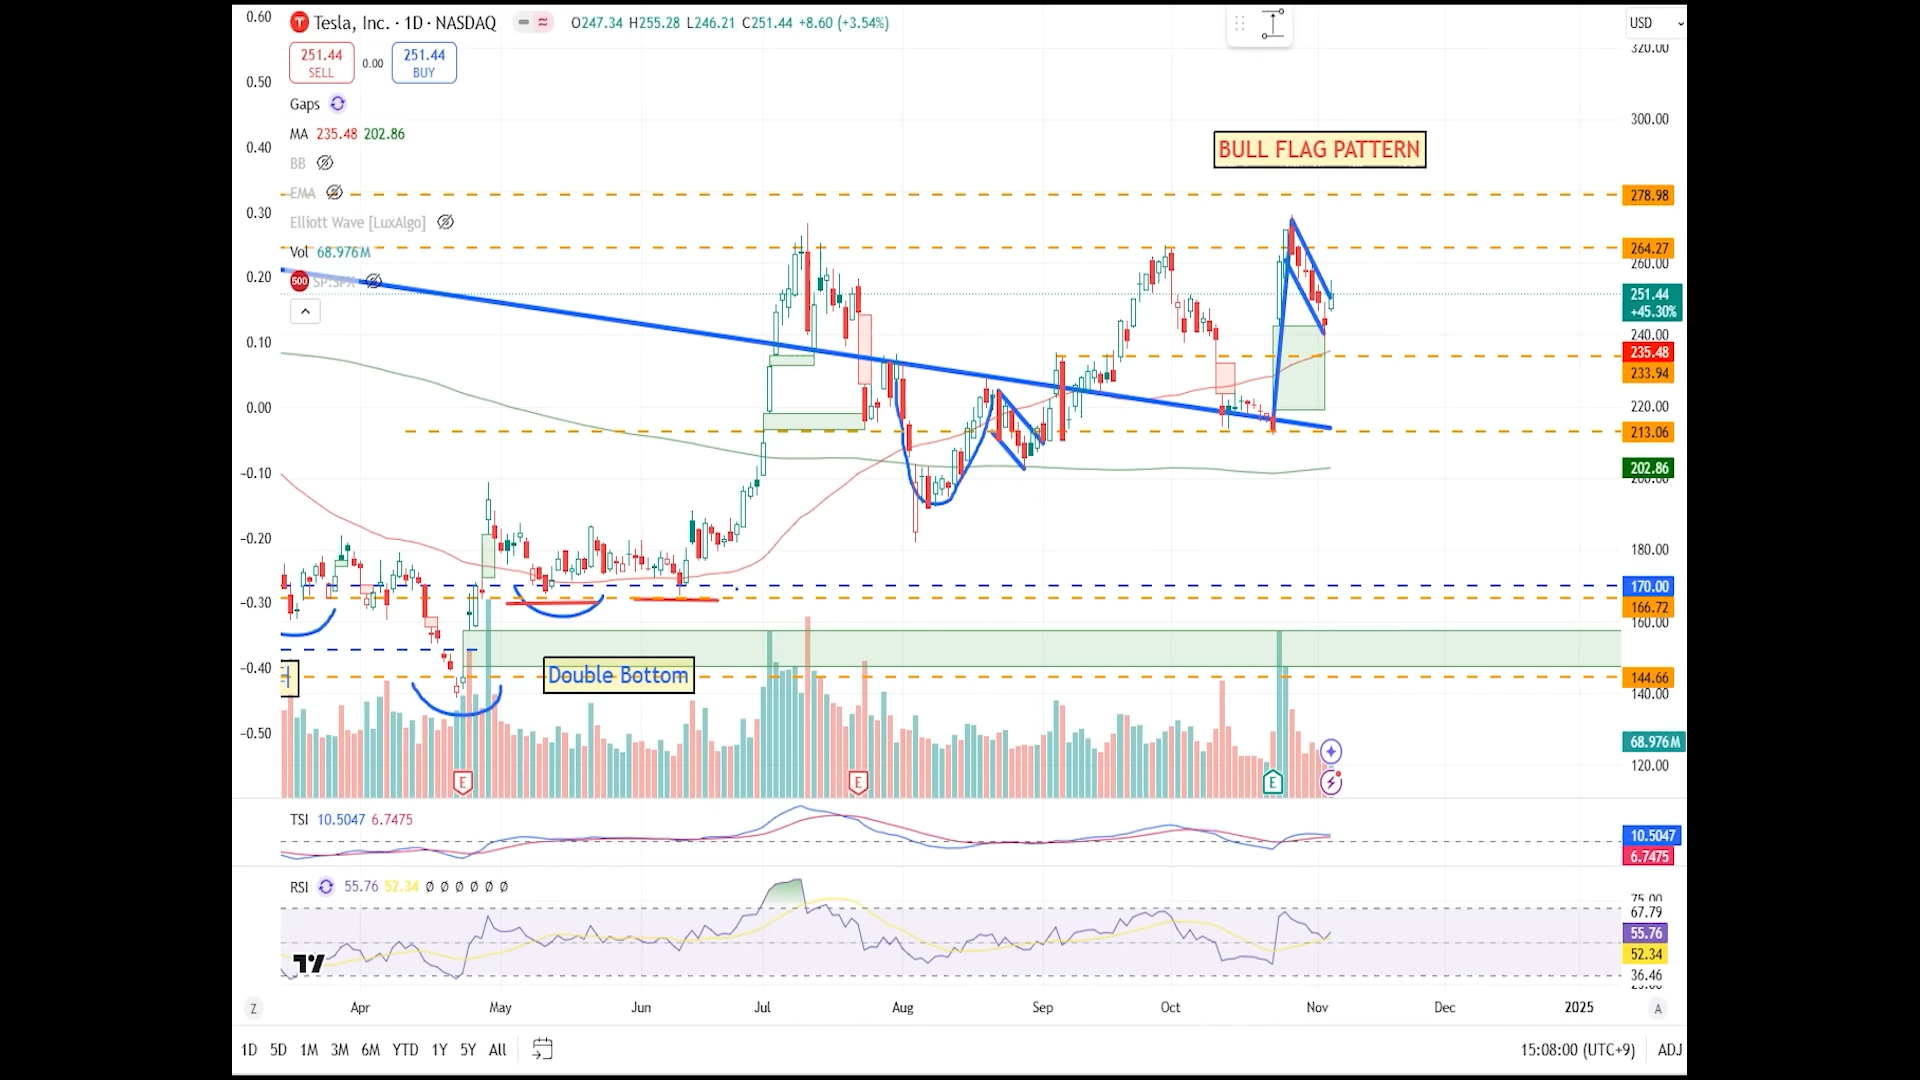 Tesla, Inc. · 1D · NASDAQ
O247.34 H255.28 L246.21 C251.44 +8.60 (+3.54%)
USD
251.44
SELL
0.00
251.44
BUY
Gaps
MA 235.48 202.86
BB
EMA
Elliott Wave [LuxAlgo]
Vol 68.976M
500 SP:SPX
0.60
0.50
0.40
0.30
0.20
0.10
0.00
−0.10
−0.20
−0.30
−0.40
−0.50
BULL FLAG PATTERN
Double Bottom
320.00
300.00
278.98
264.27
260.00
251.44
+45.30%
240.00
235.48
233.94
220.00
213.06
202.86
200.00
180.00
170.00
166.72
160.00
144.66
140.00
68.976M
120.00
E
E
E
TSI 10.5047 6.7475
10.5047
6.7475
RSI 55.76 52.34 Ø Ø Ø Ø Ø Ø
75.00
67.79
55.76
52.34
36.46
Z
Apr
May
Jun
Jul
Aug
Sep
Oct
Nov
Dec
2025
A
1D 5D 1M 3M 6M YTD 1Y 5Y All
15:08:00 (UTC+9)
ADJ